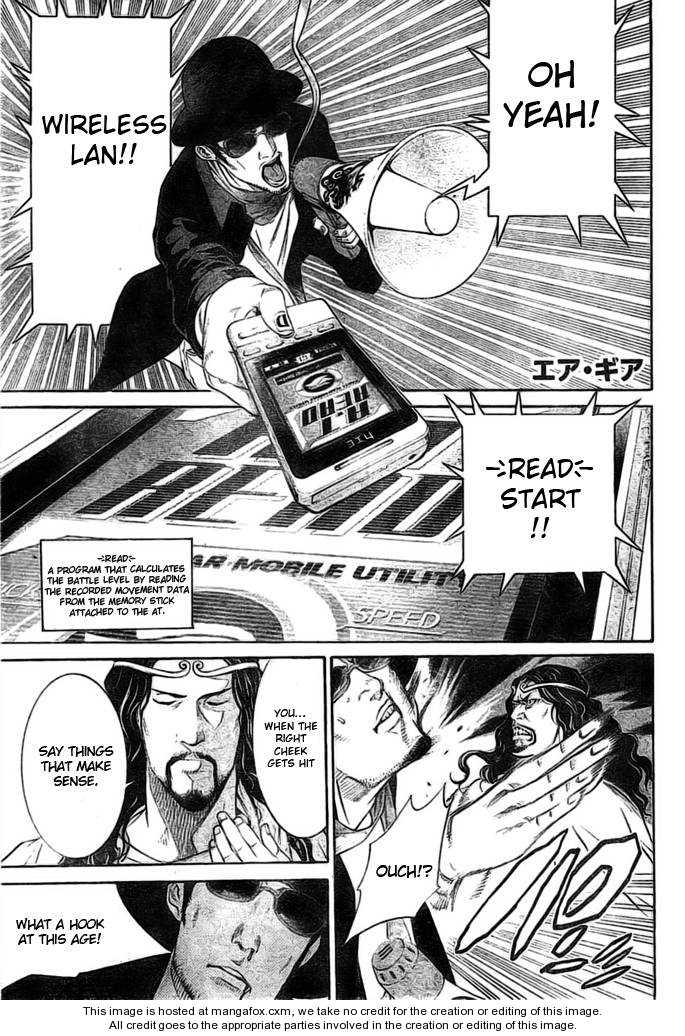 OH
YEAH!
WIRELESS
LAN!!
エア・ギア
READ
START
!!
READ:
A PROGRAM THAT CALCULATES
THE BATTLE LEVEL BY READING
THE RECORDED MOVEMENT DATA
FROM THE MEMORY STICK
ATTACHED TO THE AT.
AR MOBILE UTILITY
SPEED
OUCH!?
YOU...
WHEN THE
RIGHT
CHEEK
GETS HIT
SAY THINGS
THAT MAKE
SENSE.
WHAT A HOOK
AT THIS AGE!
This image is hosted at mangafox.cxm, we take no credit for the creation or editing of this image.
All credit goes to the appropriate parties involved in the creation or editing of this image.